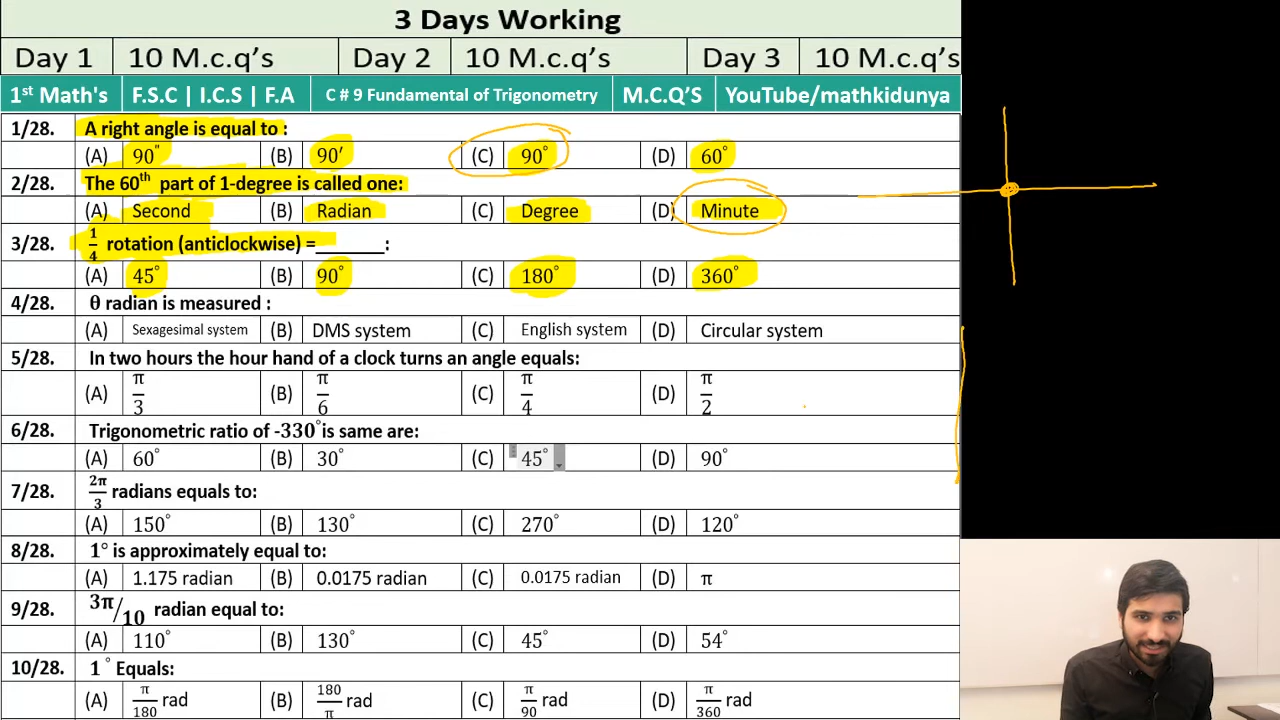 3 Days Working
Day 1 10 M.c.q’s Day 2 10 M.c.q’s Day 3 10 M.c.q’s
1st Math's F.S.C | I.C.S | F.A C # 9 Fundamental of Trigonometry M.C.Q’S YouTube/mathkidunya
1/28. A right angle is equal to :
(A) 90″ (B) 90′ (C) 90° (D) 60°
2/28. The 60th part of 1-degree is called one:
(A) Second (B) Radian (C) Degree (D) Minute
3/28. 1/4 rotation (anticlockwise) =_______:
(A) 45° (B) 90° (C) 180° (D) 360°
4/28. θ radian is measured :
(A) Sexagesimal system (B) DMS system (C) English system (D) Circular system
5/28. In two hours the hour hand of a clock turns an angle equals:
(A) π/3 (B) π/6 (C) π/4 (D) π/2
6/28. Trigonometric ratio of -330°is same are:
(A) 60° (B) 30° (C) 45° (D) 90°
7/28. 2π/3 radians equals to:
(A) 150° (B) 130° (C) 270° (D) 120°
8/28. 1° is approximately equal to:
(A) 1.175 radian (B) 0.0175 radian (C) 0.0175 radian (D) π
9/28. 3π/10 radian equal to:
(A) 110° (B) 130° (C) 45° (D) 54°
10/28. 1° Equals:
(A) π/180 rad (B) 180/π rad (C) π/90 rad (D) π/360 rad